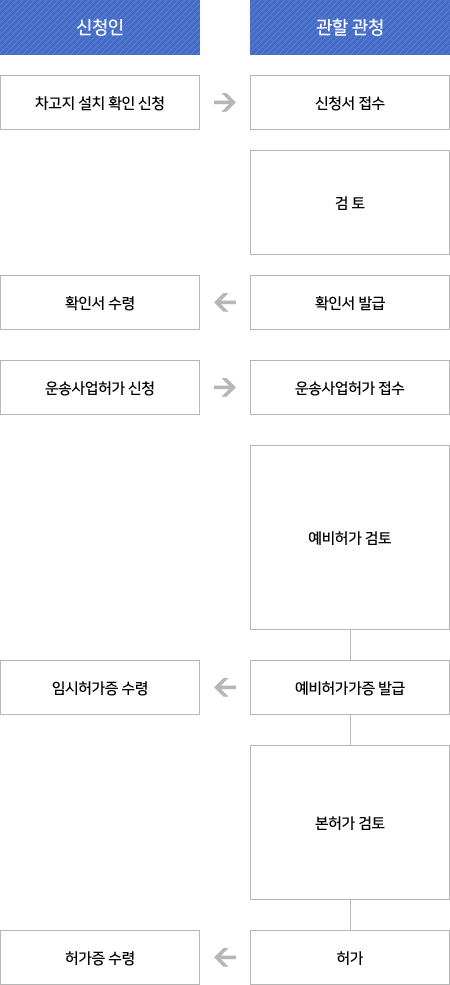 신청인
관할 관청
차고지 설치 확인 신청
신청서 접수
검 토
확인서 수령
확인서 발급
운송사업허가 신청
운송사업허가 접수
예비허가 검토
임시허가증 수령
예비허가가증 발급
본허가 검토
허가증 수령
허가